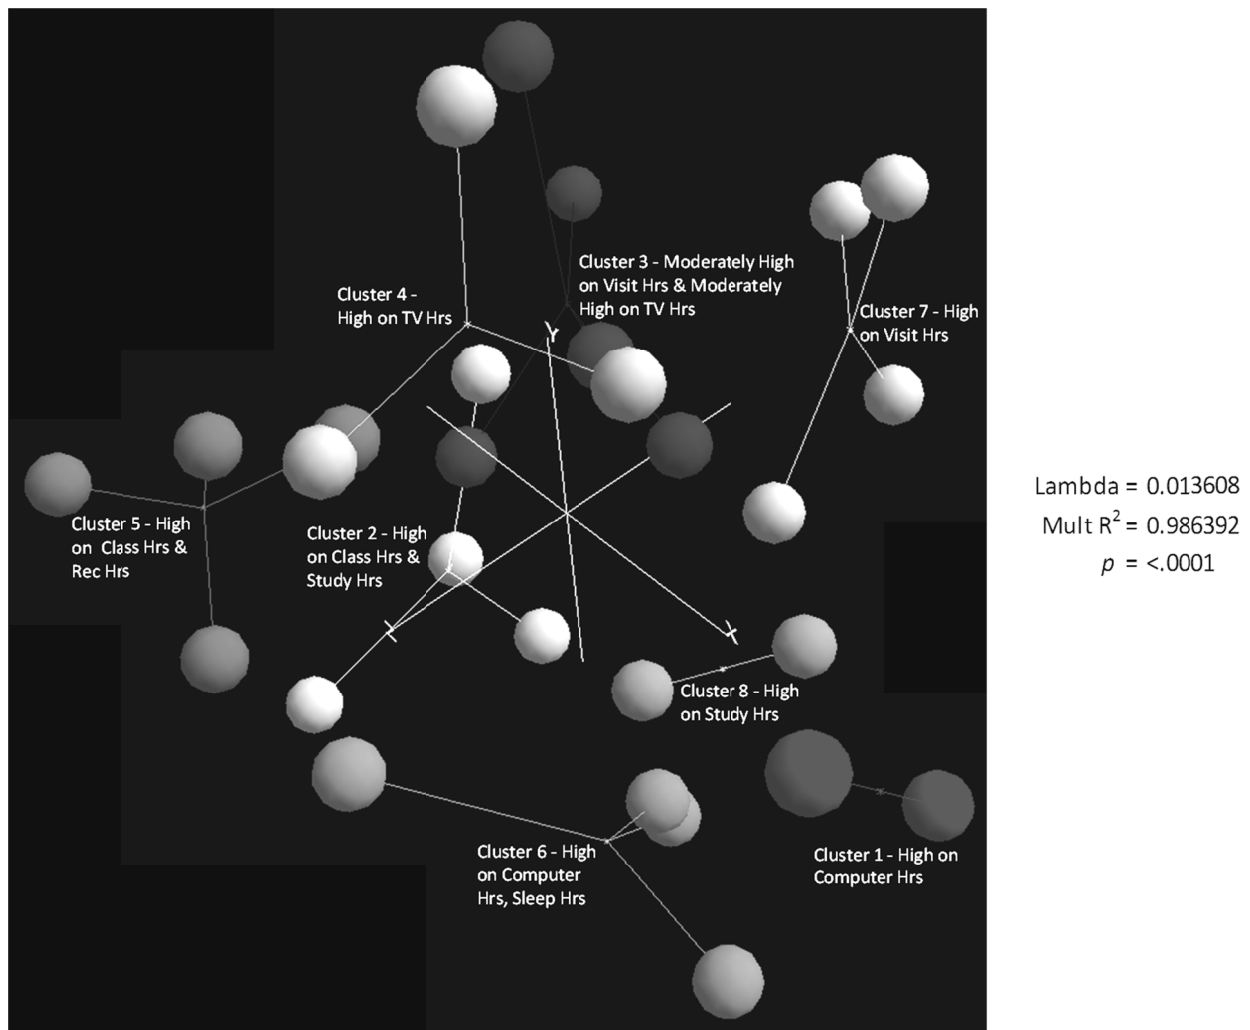 Cluster 3 - Moderately High
on Visit Hrs & Moderately
High on TV Hrs
Cluster 4 -
High on TV Hrs
Cluster 7 - High
on Visit Hrs
Y
Cluster 5 - High
on Class Hrs &
Rec Hrs
Cluster 2 - High
on Class Hrs &
Study Hrs
Z
X
Cluster 8 - High
on Study Hrs
Cluster 6 - High
on Computer
Hrs, Sleep Hrs
Cluster 1 - High on
Computer Hrs
Lambda = 0.013608
Mult R² = 0.986392
p = <.0001